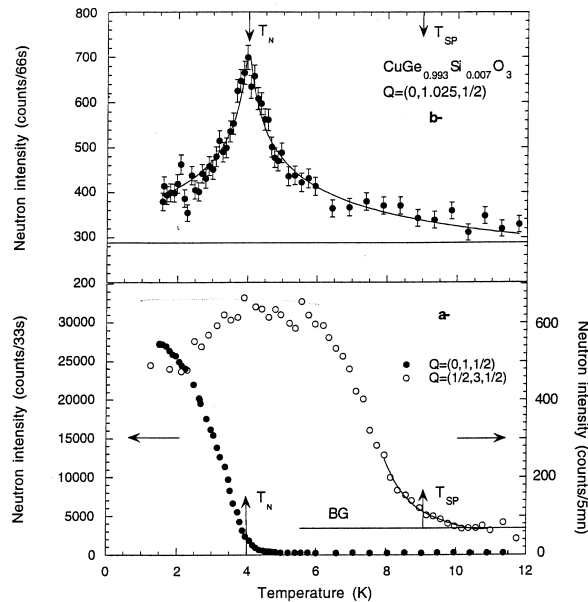 T_N
T_SP
CuGe_0.993 Si_0.007 O_3
Q=(0,1.025,1/2)
b-
Neutron intensity (counts/66s)
800
700
600
500
400
300
200
a-
Q=(0,1,1/2)
Q=(1/2,3,1/2)
Neutron intensity (counts/33s)
30000
25000
20000
15000
10000
5000
0
Neutron intensity (counts/5mn)
600
400
200
0
T_N
BG
T_SP
0
2
4
6
8
10
12
Temperature (K)